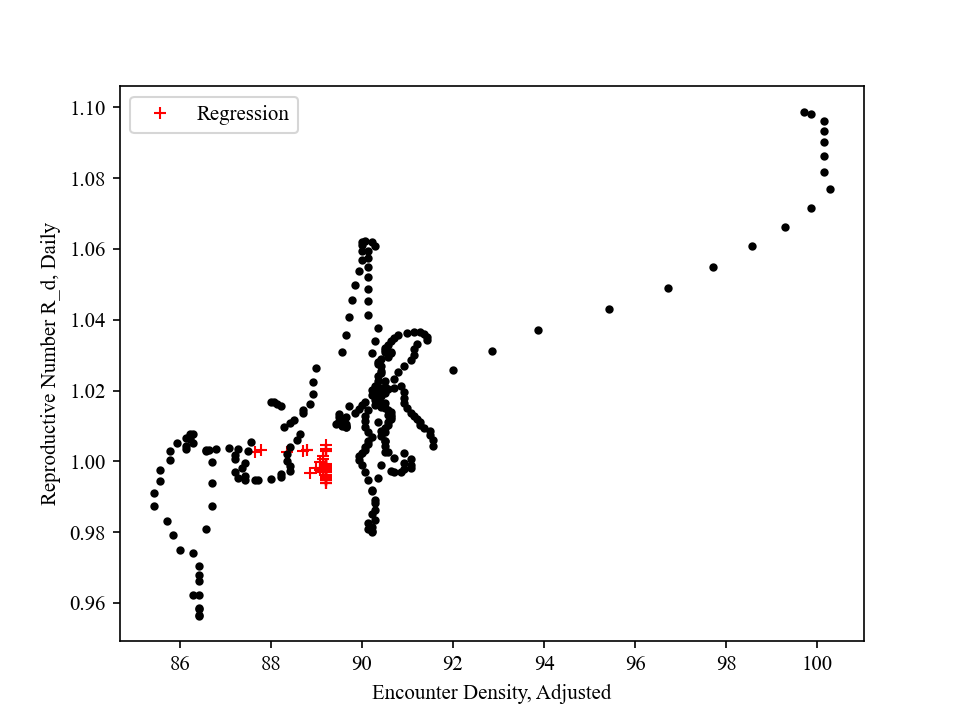 Regression
1.10
1.08
1.06
1.04
1.02
1.00
0.98
0.96
Reproductive Number R_d, Daily
86 88 90 92 94 96 98 100
Encounter Density, Adjusted